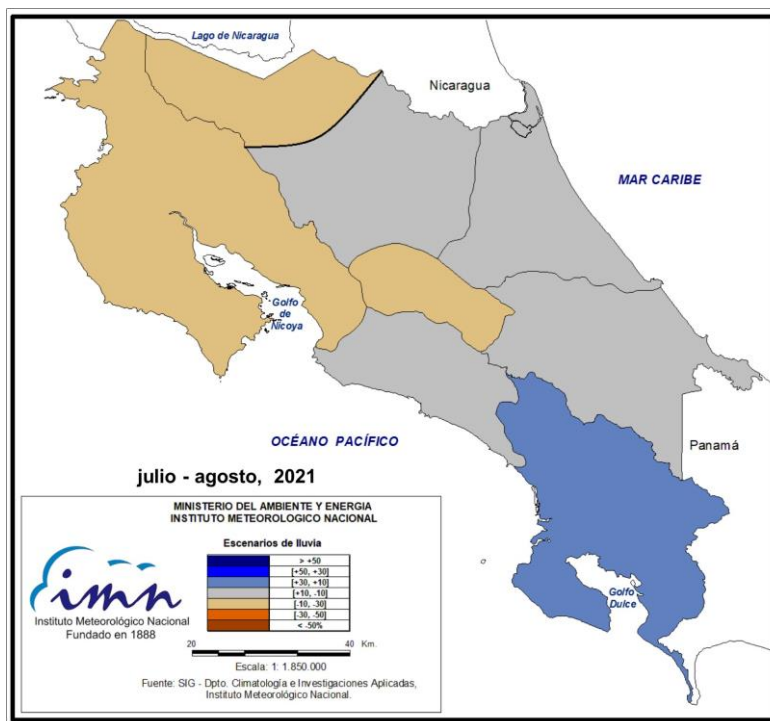 Lago de Nicaragua
Nicaragua
MAR CARIBE
Golfo
de
Nicoya
OCÉANO PACÍFICO
Panamá
julio - agosto, 2021
Golfo
Dulce
MINISTERIO DEL AMBIENTE Y ENERGIA
INSTITUTO METEOROLOGICO NACIONAL
Escenarios de lluvia
> +50
[+50, +30]
[+30, +10]
[+10, -10]
[-10, -30]
[-30, -50]
< -50%
imn
Instituto Meteorológico Nacional
Fundado en 1888
20 0 40 Km.
Escala: 1: 1.850.000
Fuente: SIG - Dpto. Climatología e Investigaciones Aplicadas,
Instituto Meteorológico Nacional.